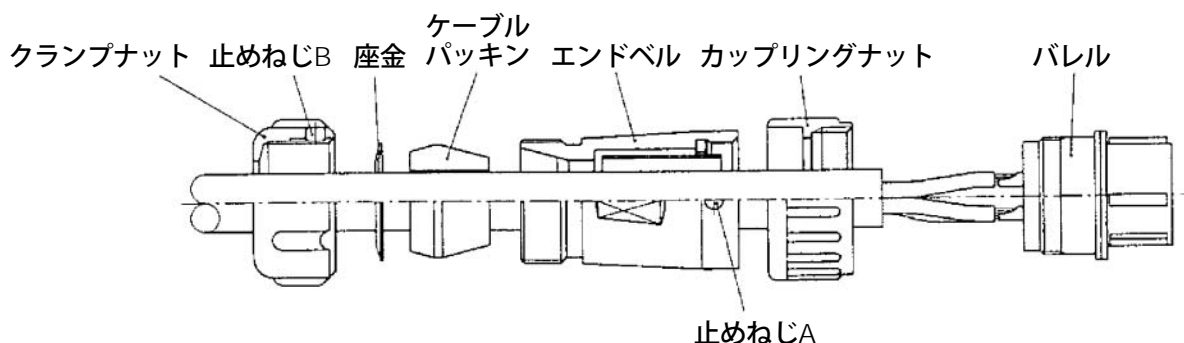 クランプナット
止めねじB
座金
ケーブル
パッキン
エンドベル
カップリングナット
バレル
止めねじA